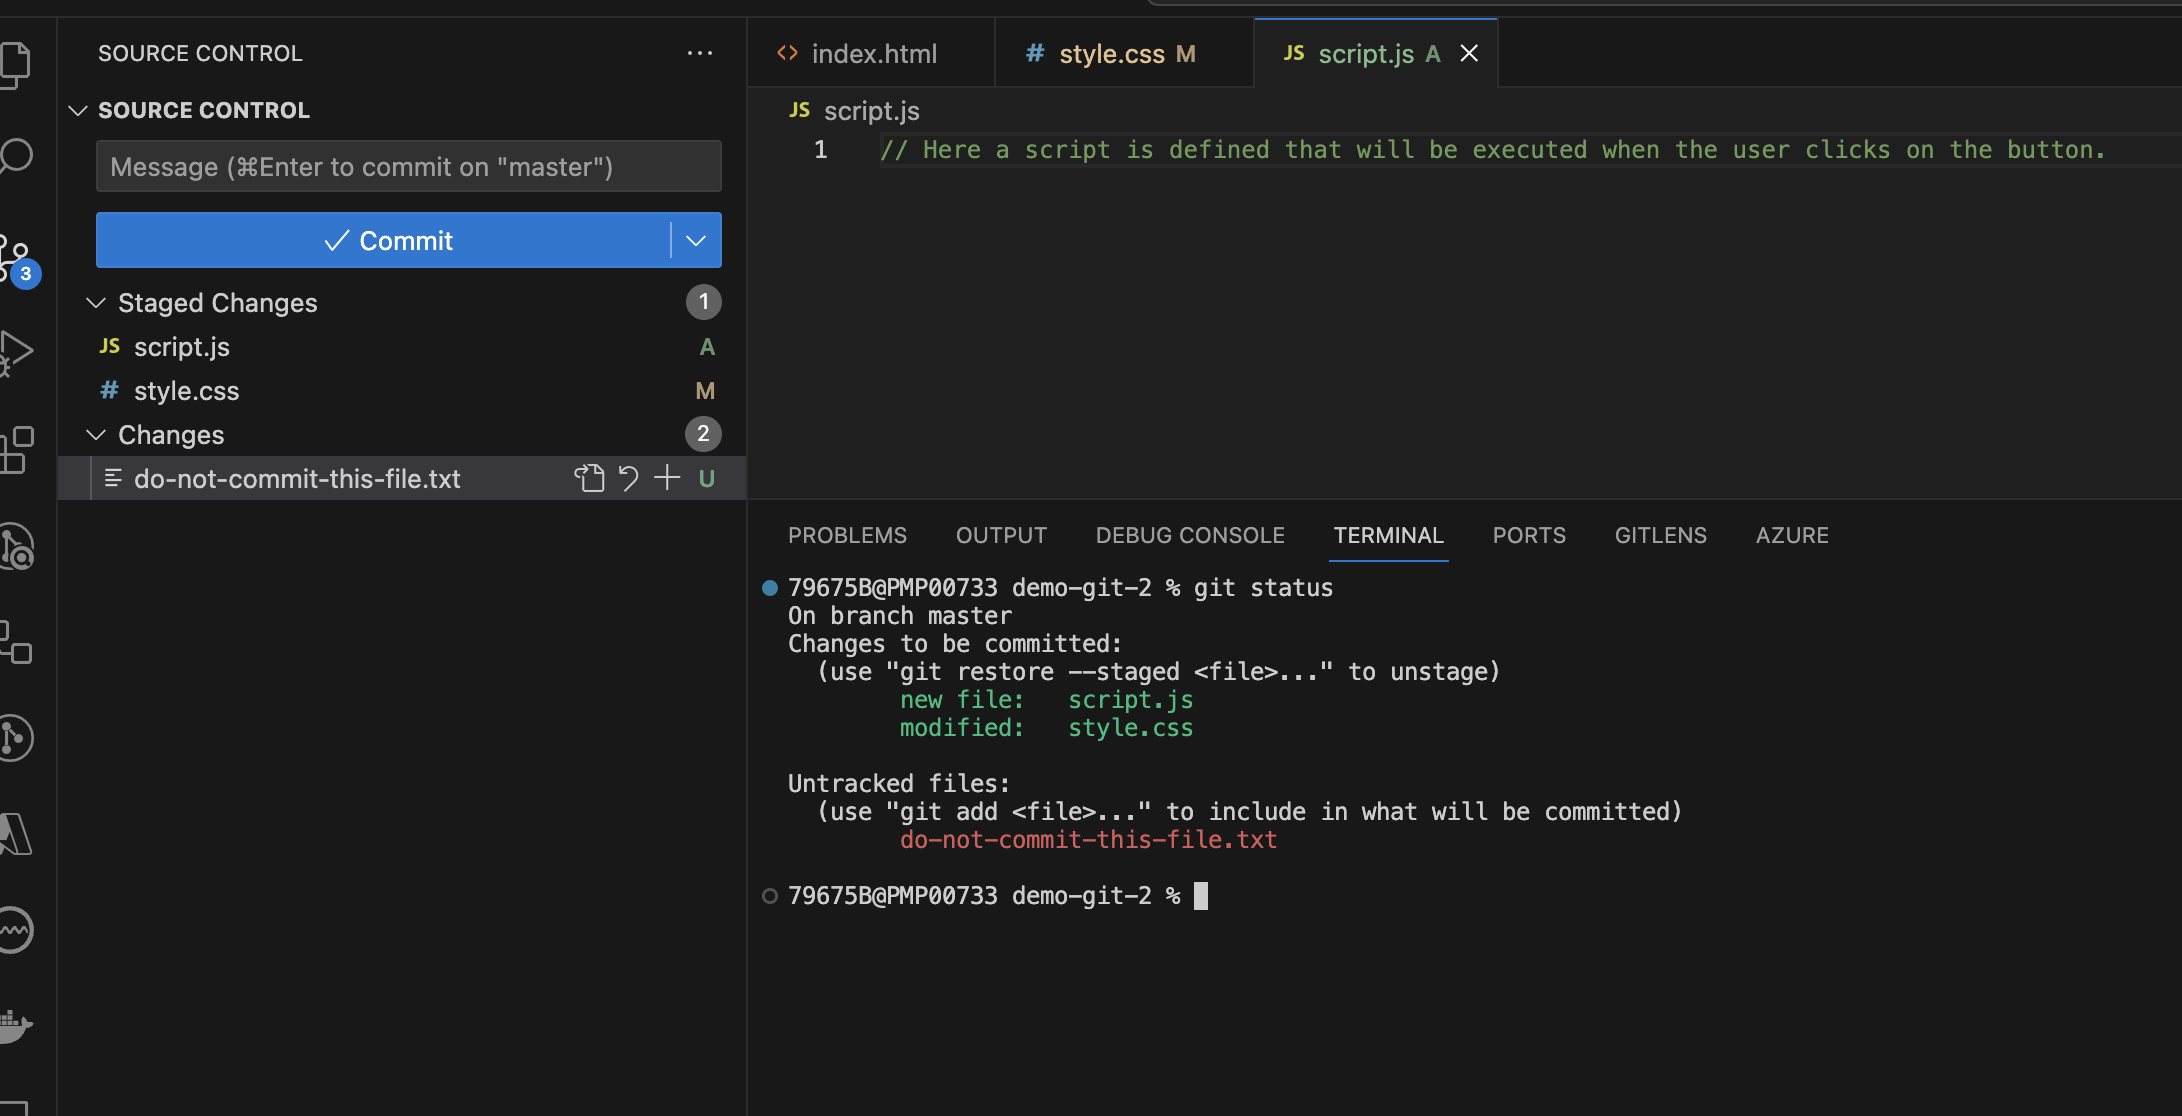 SOURCE CONTROL
SOURCE CONTROL
Message (⌘Enter to commit on "master")
Commit
Staged Changes 1
JS script.js A
# style.css M
Changes 2
do-not-commit-this-file.txt U
3
<> index.html
# style.css M
JS script.js A
JS script.js
1 // Here a script is defined that will be executed when the user clicks on the button.
PROBLEMS OUTPUT DEBUG CONSOLE TERMINAL PORTS GITLENS AZURE
79675B@PMP00733 demo-git-2 % git status
On branch master
Changes to be committed:
(use "git restore --staged <file>..." to unstage)
new file: script.js
modified: style.css
Untracked files:
(use "git add <file>..." to include in what will be committed)
do-not-commit-this-file.txt
79675B@PMP00733 demo-git-2 %